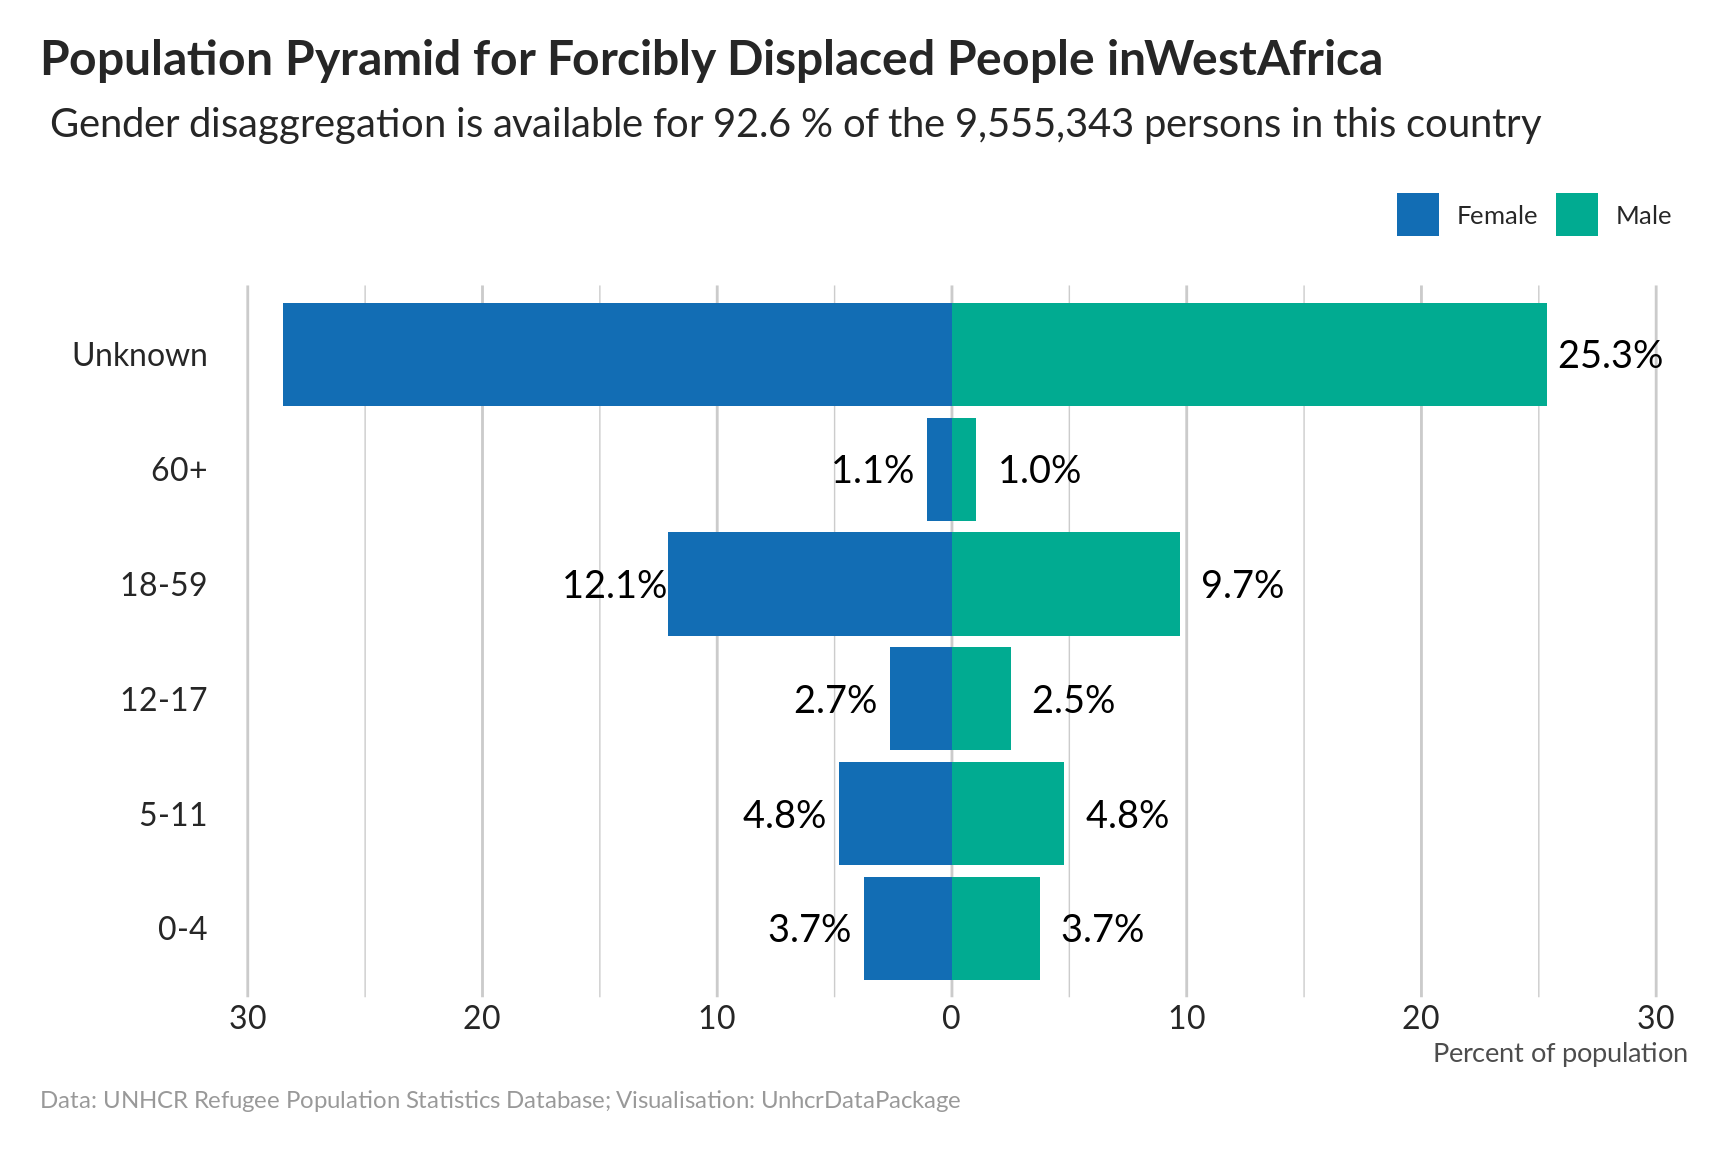 Population Pyramid for Forcibly Displaced People inWestAfrica
Gender disaggregation is available for 92.6 % of the 9,555,343 persons in this country
Female Male
Unknown 25.3%
60+ 1.1% 1.0%
18-59 12.1% 9.7%
12-17 2.7% 2.5%
5-11 4.8% 4.8%
0-4 3.7% 3.7%
30 20 10 0 10 20 30
Percent of population
Data: UNHCR Refugee Population Statistics Database; Visualisation: UnhcrDataPackage